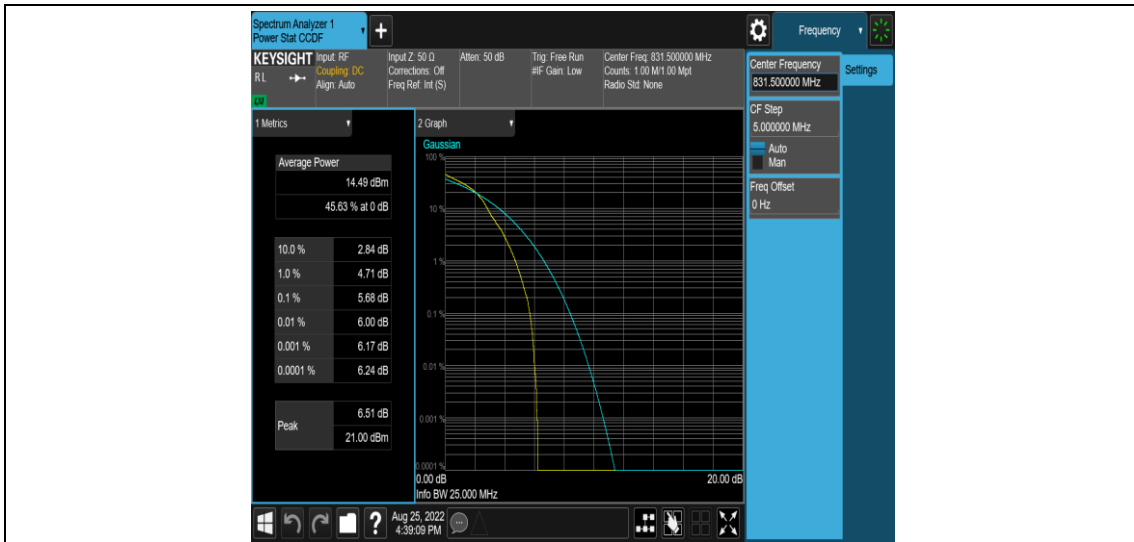 Spectrum Analyzer 1
Power Stat CCDF
Frequency
KEYSIGHT
RL
LXI
Input: RF
Coupling: DC
Align: Auto
Input Z: 50 Ω
Corrections: Off
Freq Ref: Int (S)
Atten: 50 dB
Trig: Free Run
#IF Gain: Low
Center Freq: 831.500000 MHz
Counts: 1.00 M/1.00 Mpt
Radio Std: None
Center Frequency
831.500000 MHz
Settings
CF Step
5.000000 MHz
Auto
Man
Freq Offset
0 Hz
1 Metrics
Average Power
14.49 dBm
45.63 % at 0 dB
10.0 % 2.84 dB
1.0 % 4.71 dB
0.1 % 5.68 dB
0.01 % 6.00 dB
0.001 % 6.17 dB
0.0001 % 6.24 dB
Peak
6.51 dB
21.00 dBm
2 Graph
Gaussian
100 %
10 %
1 %
0.1 %
0.01 %
0.001 %
0.0001 %
0.00 dB 20.00 dB
Info BW 25.000 MHz
?
Aug 25, 2022
4:39:09 PM